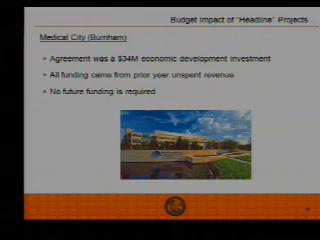 Budget Impact of "Headline" Projects
Medical City (Burnham)
Agreement was a $34M economic development investment
All funding came from prior year unspent revenue
No future funding is required